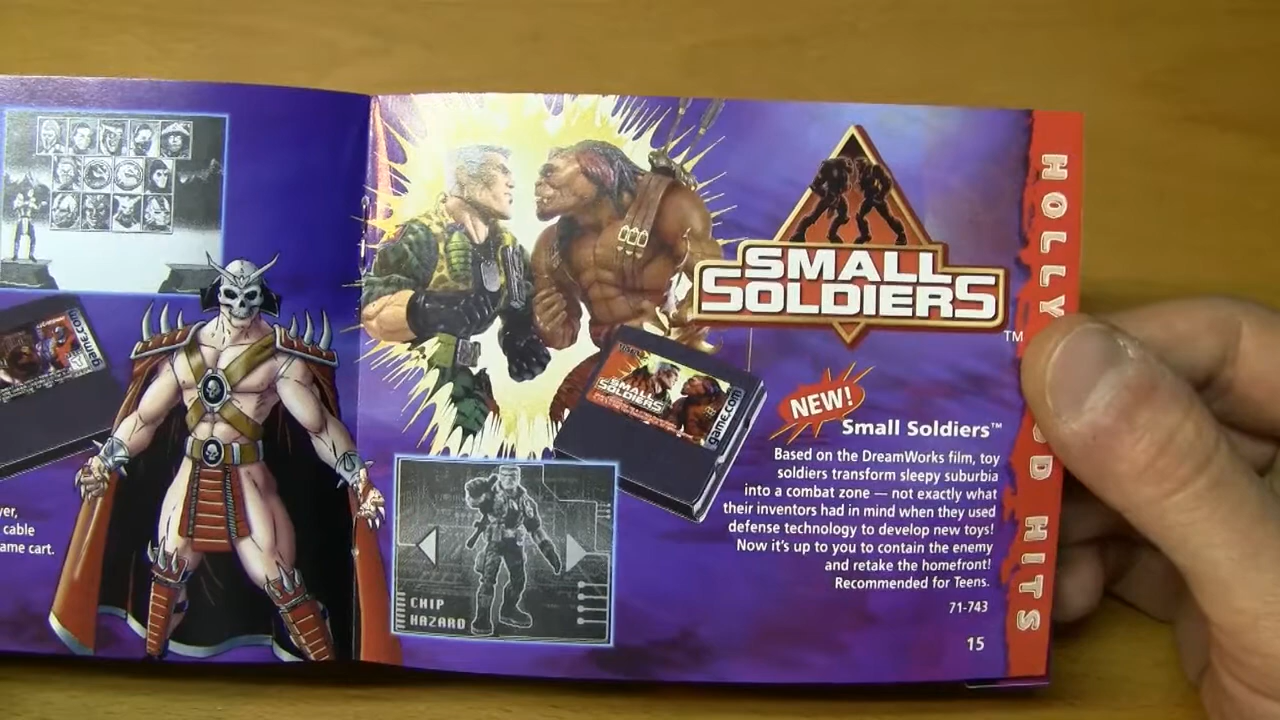 game.com
yer,
cable
ame cart.
SMALL
SOLDIERS
TM
TIGER
SMALL
SOLDIERS
game.com
NEW!
Small Soldiers™
Based on the DreamWorks film, toy
soldiers transform sleepy suburbia
into a combat zone — not exactly what
their inventors had in mind when they used
defense technology to develop new toys!
Now it's up to you to contain the enemy
and retake the homefront!
Recommended for Teens.
71-743
15
CHIP
HAZARD
HOLLY OD HITS